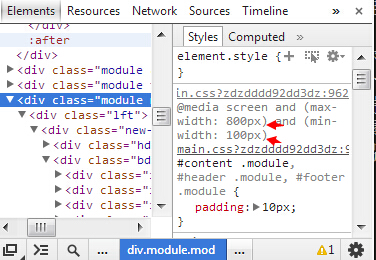 Elements Resources Network Sources Timeline
</div>
:after
</div>
<div class="module
<div class="module
<div class="module
<div class="lft">
<div class="new-
<div class="hd
<div class="bd
<div class=
<div class=
<div class=
Styles Computed »
element.style {
}
in.css?zdzdzdd92dd3dz:962
@media screen and (max-
width: 800px) and (min-
width: 100px)
main.css?zdzdddd92dd3dz:9
#content .module,
#header .module, #footer
.module {
padding: 10px;
... div.module.mod ... 1